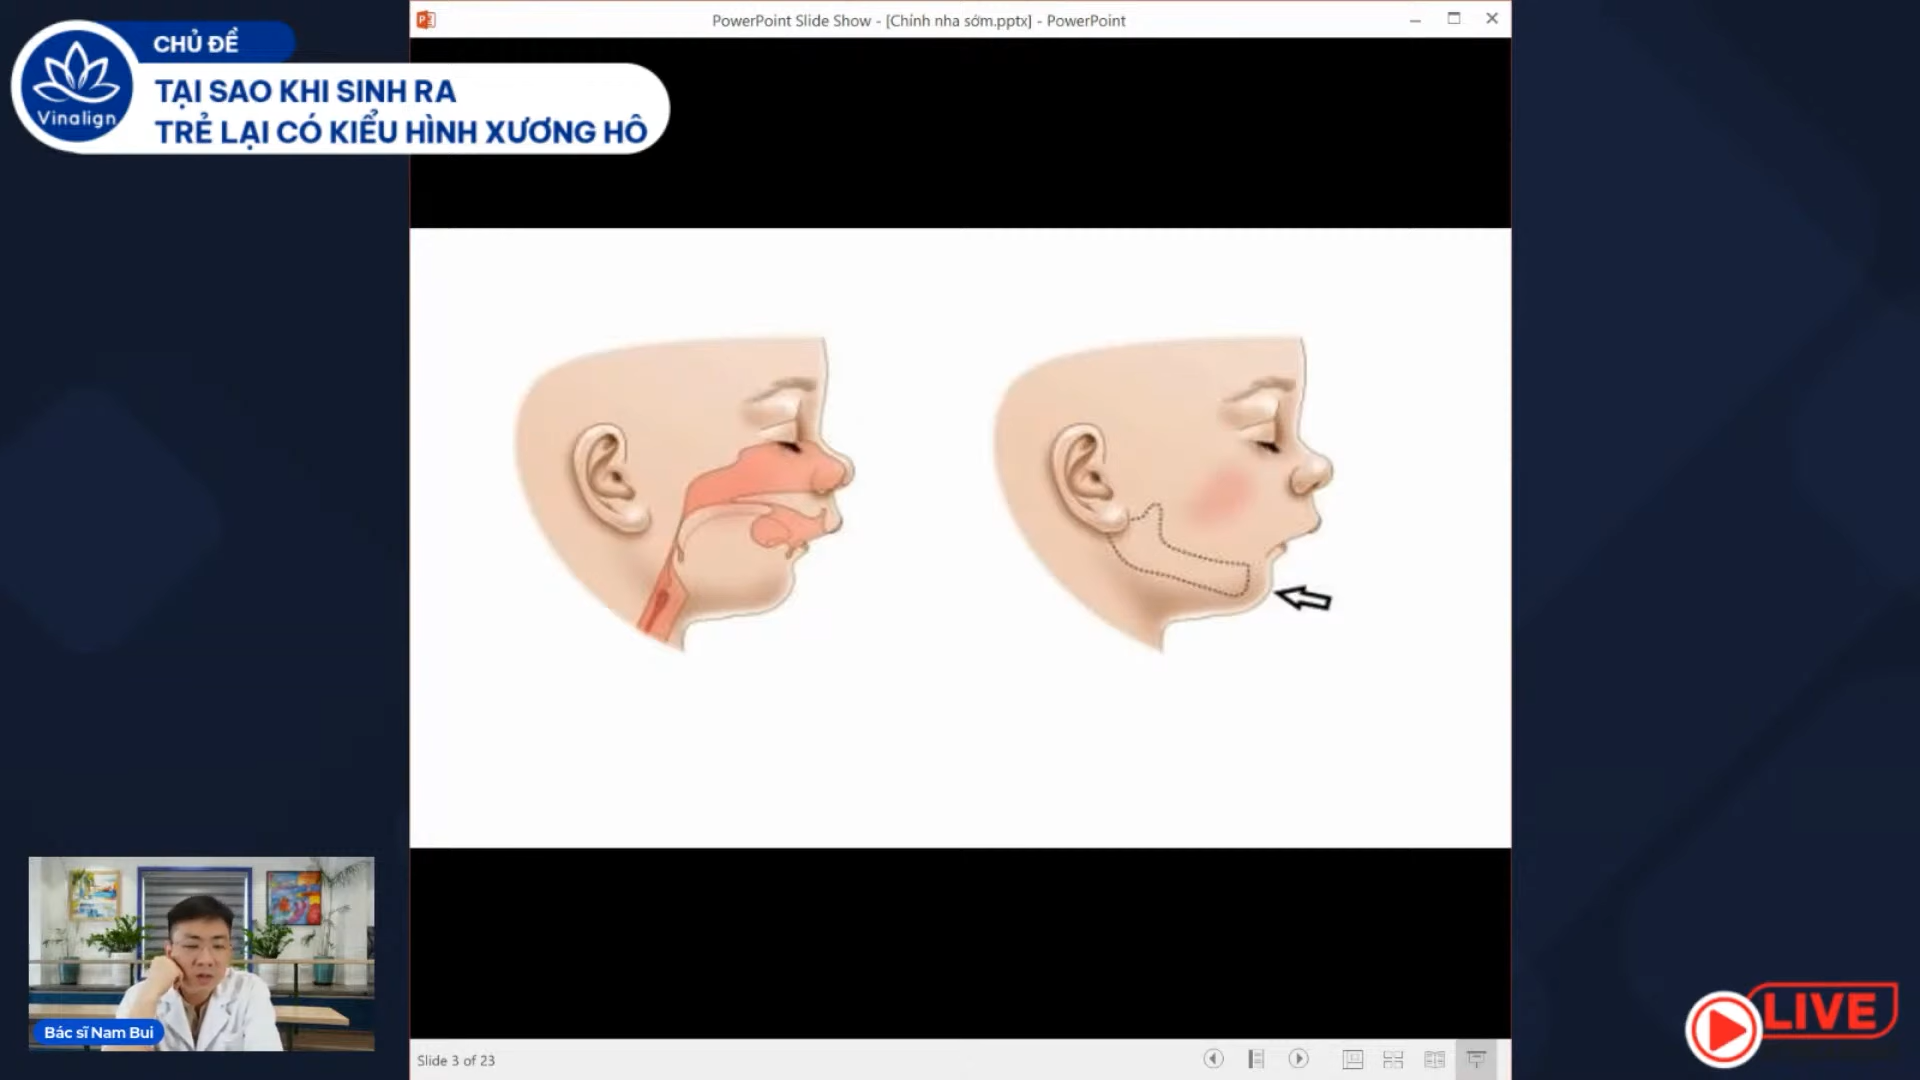 PowerPoint Slide Show - [Chỉnh nha sớm.pptx] - PowerPoint
CHỦ ĐỀ
TẠI SAO KHI SINH RA
TRẺ LẠI CÓ KIỂU HÌNH XƯƠNG HÔ
Vinalign
Bác sĩ Nam Bui
Slide 3 of 23
LIVE